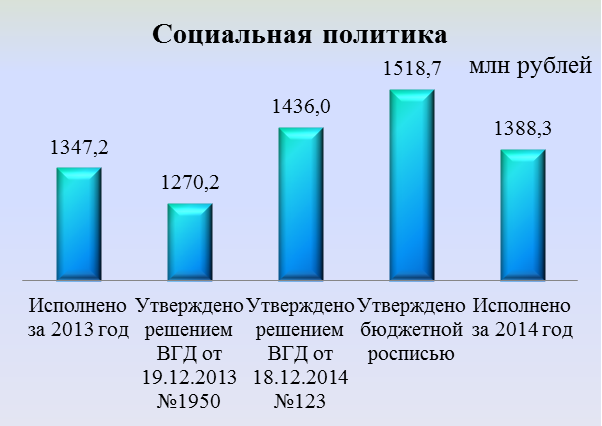 Социальная политика
млн рублей
1347,2
1270,2
1436,0
1518,7
1388,3
Исполнено
за 2013 год
Утверждено
решением
ВГД от
19.12.2013
№1950
Утверждено
решением
ВГД от
18.12.2014
№123
Утверждено
бюджетной
росписью
Исполнено
за 2014 год